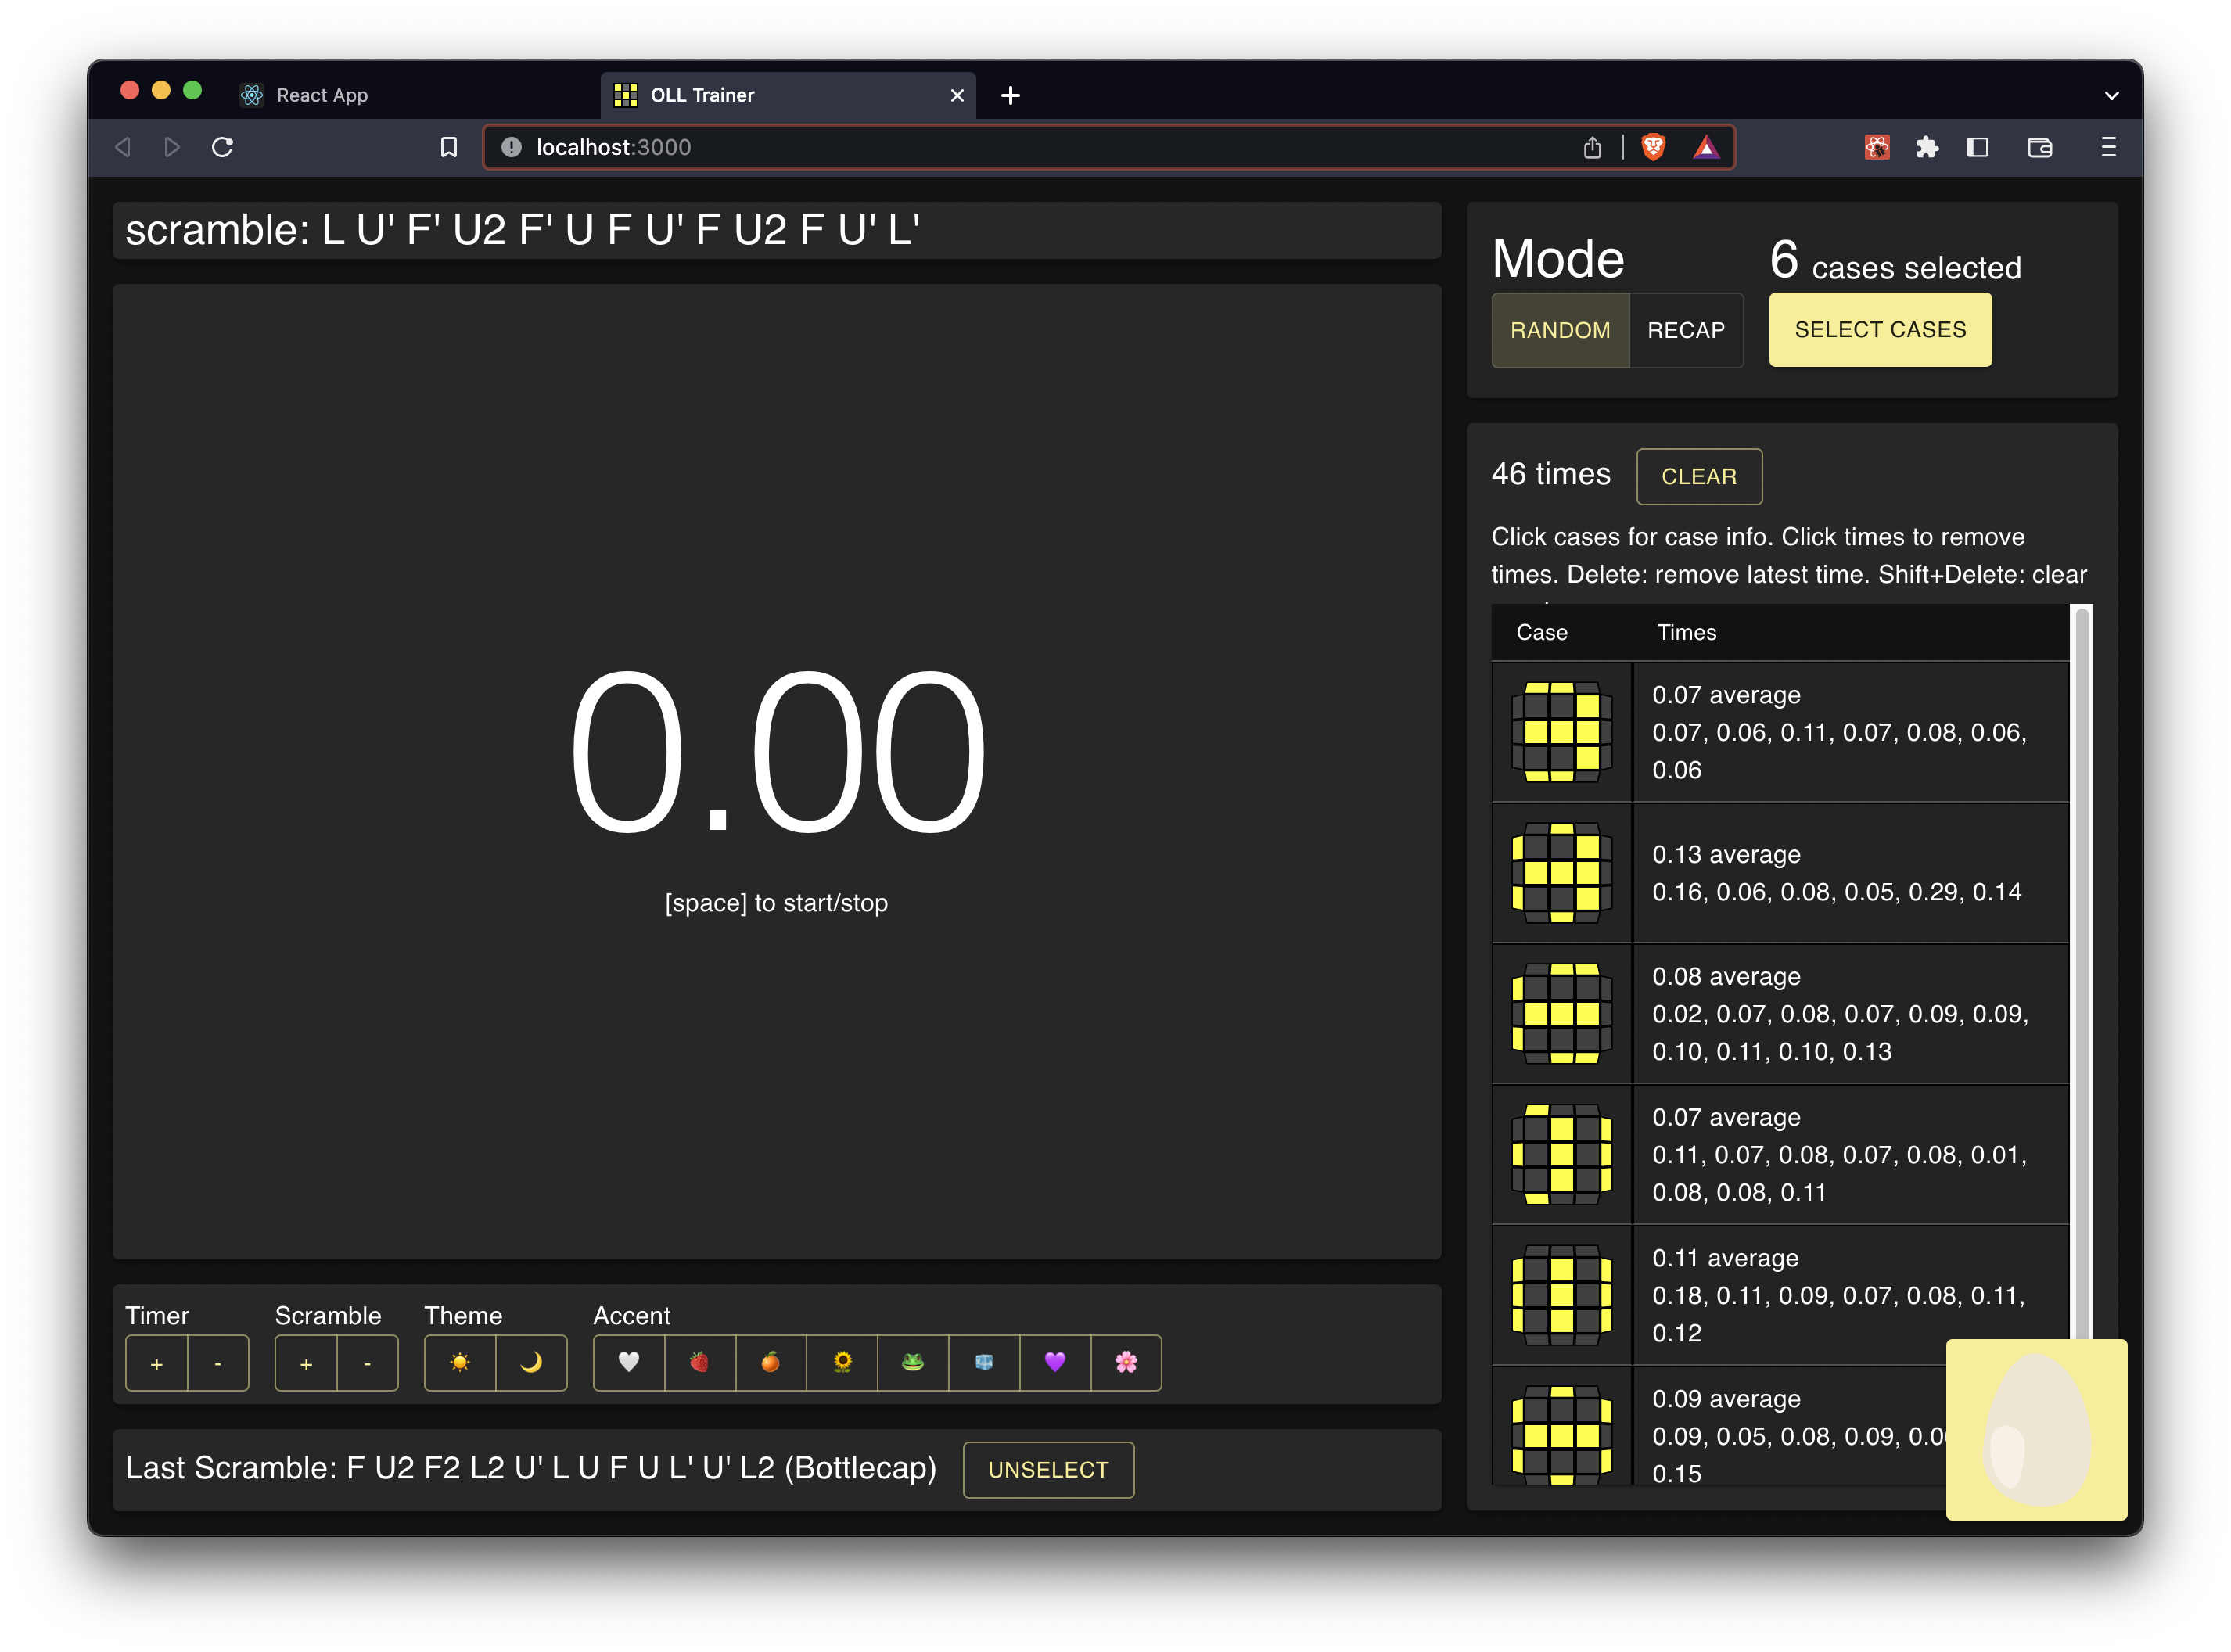 React App
OLL Trainer
localhost:3000
scramble: L U' F' U2 F' U F U' F U2 F U' L'
0.00
[space] to start/stop
Timer
+ -
Scramble
+ -
Theme
Accent
Last Scramble: F U2 F2 L2 U' L U F U L' U' L2 (Bottlecap)
UNSELECT
Mode
RANDOM RECAP
6 cases selected
SELECT CASES
46 times
CLEAR
Click cases for case info. Click times to remove
times. Delete: remove latest time. Shift+Delete: clear
Case Times
0.07 average
0.07, 0.06, 0.11, 0.07, 0.08, 0.06,
0.06
0.13 average
0.16, 0.06, 0.08, 0.05, 0.29, 0.14
0.08 average
0.02, 0.07, 0.08, 0.07, 0.09, 0.09,
0.10, 0.11, 0.10, 0.13
0.07 average
0.11, 0.07, 0.08, 0.07, 0.08, 0.01,
0.08, 0.08, 0.11
0.11 average
0.18, 0.11, 0.09, 0.07, 0.08, 0.11,
0.12
0.09 average
0.09, 0.05, 0.08, 0.09,
0.15